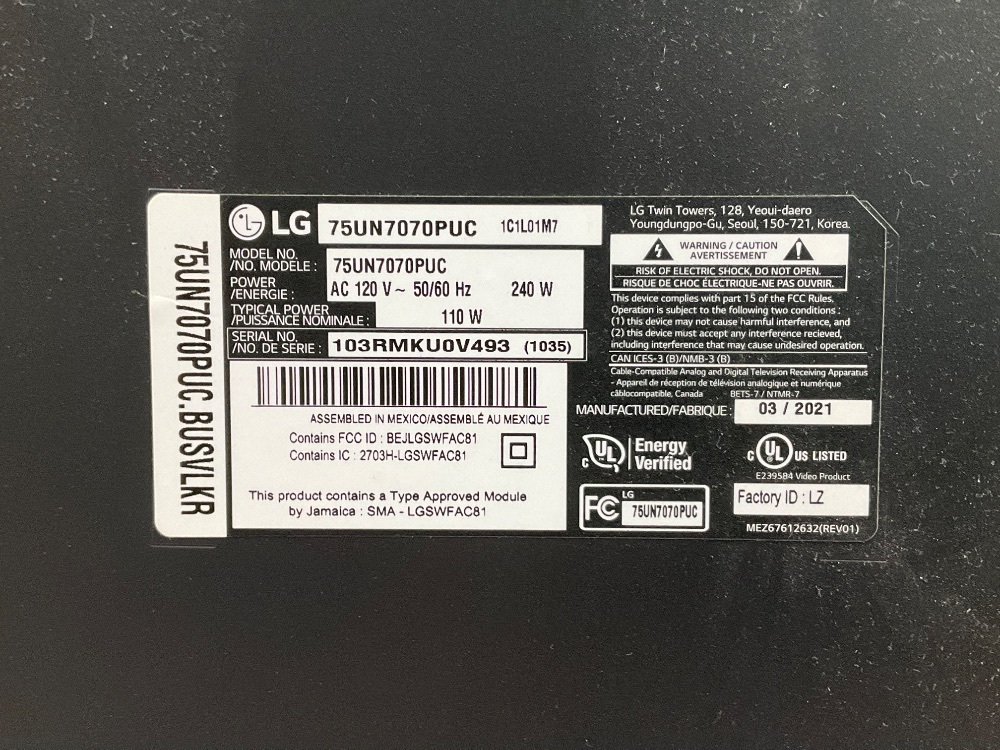 75UN7070PUC.BUSVLKR
LG
75UN7070PUC 1C1L01M7
MODEL NO.
/NO. MODELE : 75UN7070PUC
POWER
/ENERGIE : AC 120 V ~ 50/60 Hz 240 W
TYPICAL POWER
/PUISSANCE NOMINALE : 110 W
SERIAL NO.
/NO. DE SÉRIE : 103RMKU0V493 (1035)
ASSEMBLED IN MEXICO/ASSEMBLÉ AU MEXIQUE
Contains FCC ID : BEJLGSWFAC81
Contains IC : 2703H-LGSWFAC81
This product contains a Type Approved Module
by Jamaica : SMA - LGSWFAC81
LG Twin Towers, 128, Yeoui-daero
Youngdungpo-Gu, Seoul, 150-721, Korea.
WARNING / CAUTION
AVERTISSEMENT
RISK OF ELECTRIC SHOCK, DO NOT OPEN.
RISQUE DE CHOC ÉLECTRIQUE-NE PAS OUVRIR.
This device complies with part 15 of the FCC Rules.
Operation is subject to the following two conditions :
(1) this device may not cause harmful interference, and
(2) this device must accept any interference recieved,
including interference that may cause undesired operation.
CAN ICES-3 (B)/NMB-3 (B)
Cable-Compatible Analog and Digital Television Receiving Apparatus
- Appareil de réception de télévision analogique et numérique
câblocompatible, Canada BETS-7 / NTMR-7
MANUFACTURED/FABRIQUE : 03 / 2021
C UL Energy
Verified
C UL US LISTED
E239584 Video Product
FC LG
75UN7070PUC
Factory ID : LZ
MEZ67612632(REV01)